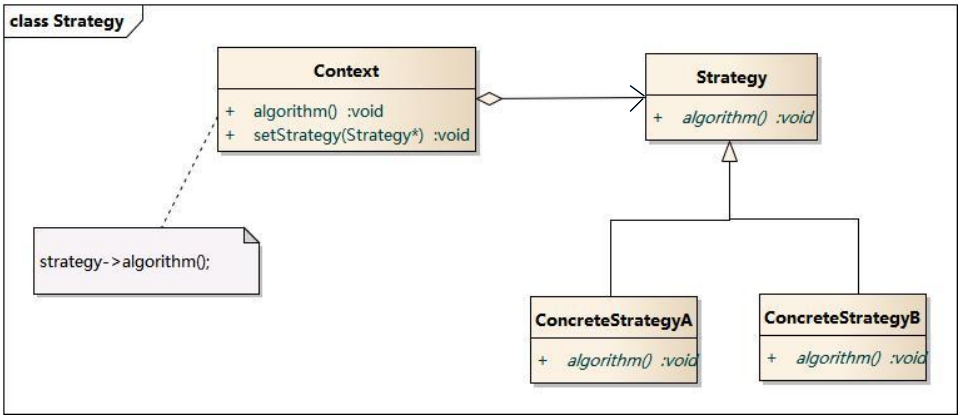 class Strategy
Context
+ algorithm() :void
+ setStrategy(Strategy*) :void
Strategy
+ algorithm() :void
strategy->algorithm();
ConcreteStrategyA
+ algorithm() :void
ConcreteStrategyB
+ algorithm() :void